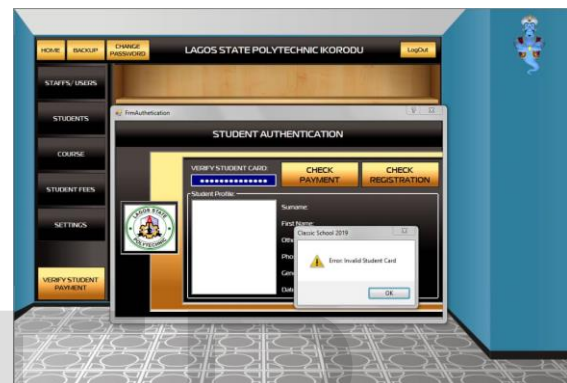 HOME
BACKUP
CHANGE
PASSWORD
LAGOS STATE POLYTECHNIC IKORODU
LogOut
STAFFS/USERS
STUDENTS
COURSE
STUDENT FEES
SETTINGS
VERIFY STUDENT
PAYMENT
FrmAuthetication
STUDENT AUTHENTICATION
VERIFY STUDENT CARD:
CHECK
PAYMENT
CHECK
REGISTRATION
Student Profile
Surname:
First Name:
LAGOS STATE
POLYTECHNIC
Classic School 2019
Error: Invalid Student Card
OK